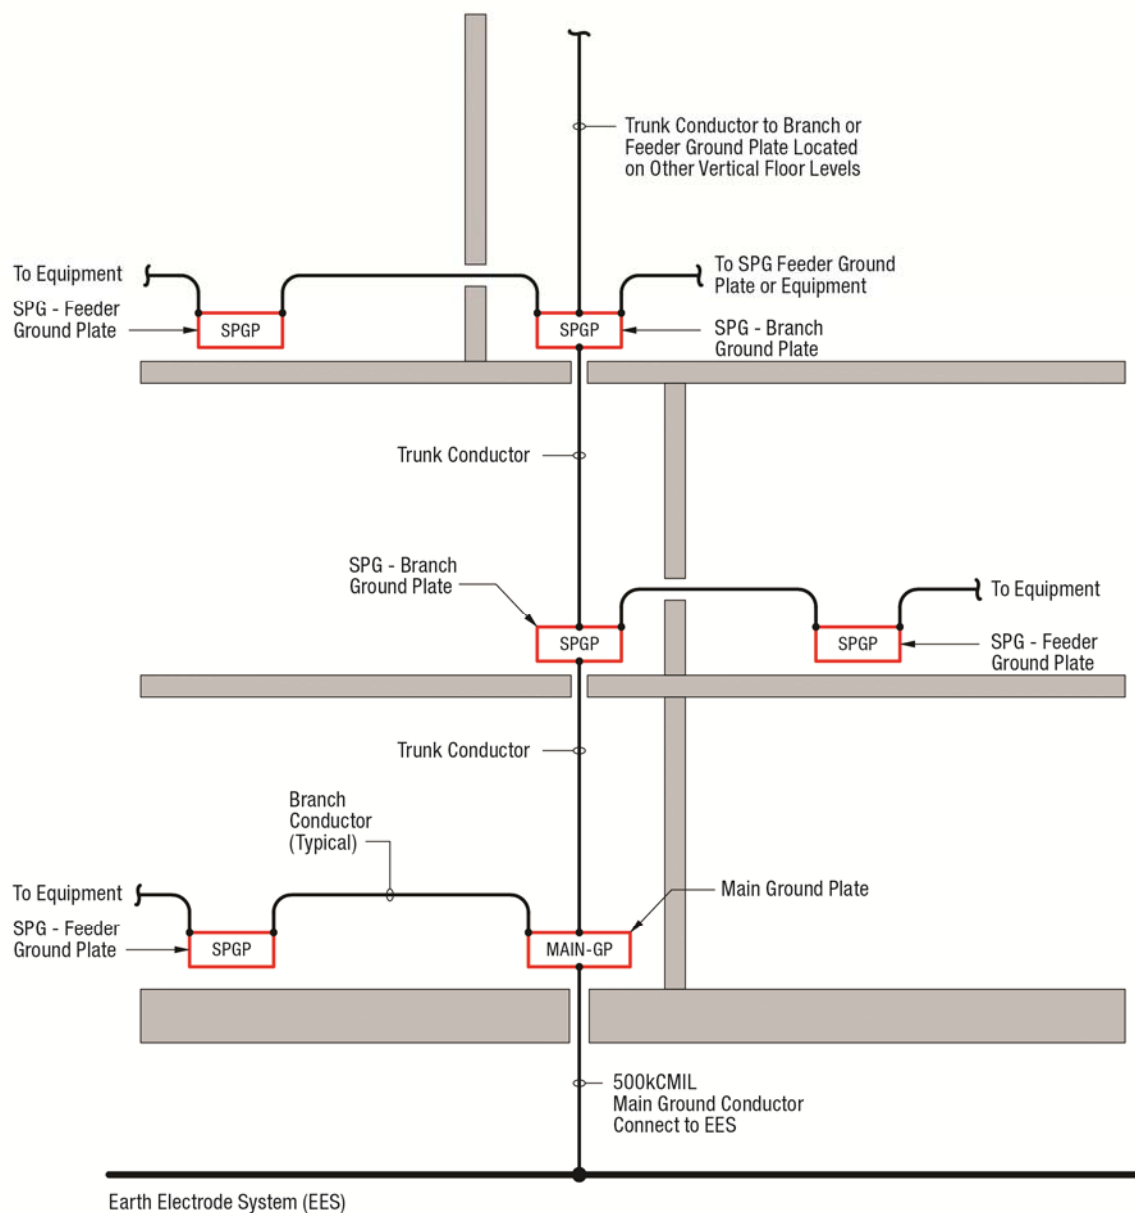 Trunk Conductor to Branch or
Feeder Ground Plate Located
on Other Vertical Floor Levels
To Equipment
SPG - Feeder
Ground Plate
SPGP
SPGP
To SPG Feeder Ground
Plate or Equipment
SPG - Branch
Ground Plate
Trunk Conductor
SPG - Branch
Ground Plate
SPGP
SPGP
To Equipment
SPG - Feeder
Ground Plate
Trunk Conductor
Branch
Conductor
(Typical)
To Equipment
SPG - Feeder
Ground Plate
SPGP
MAIN-GP
Main Ground Plate
500kCMIL
Main Ground Conductor
Connect to EES
Earth Electrode System (EES)